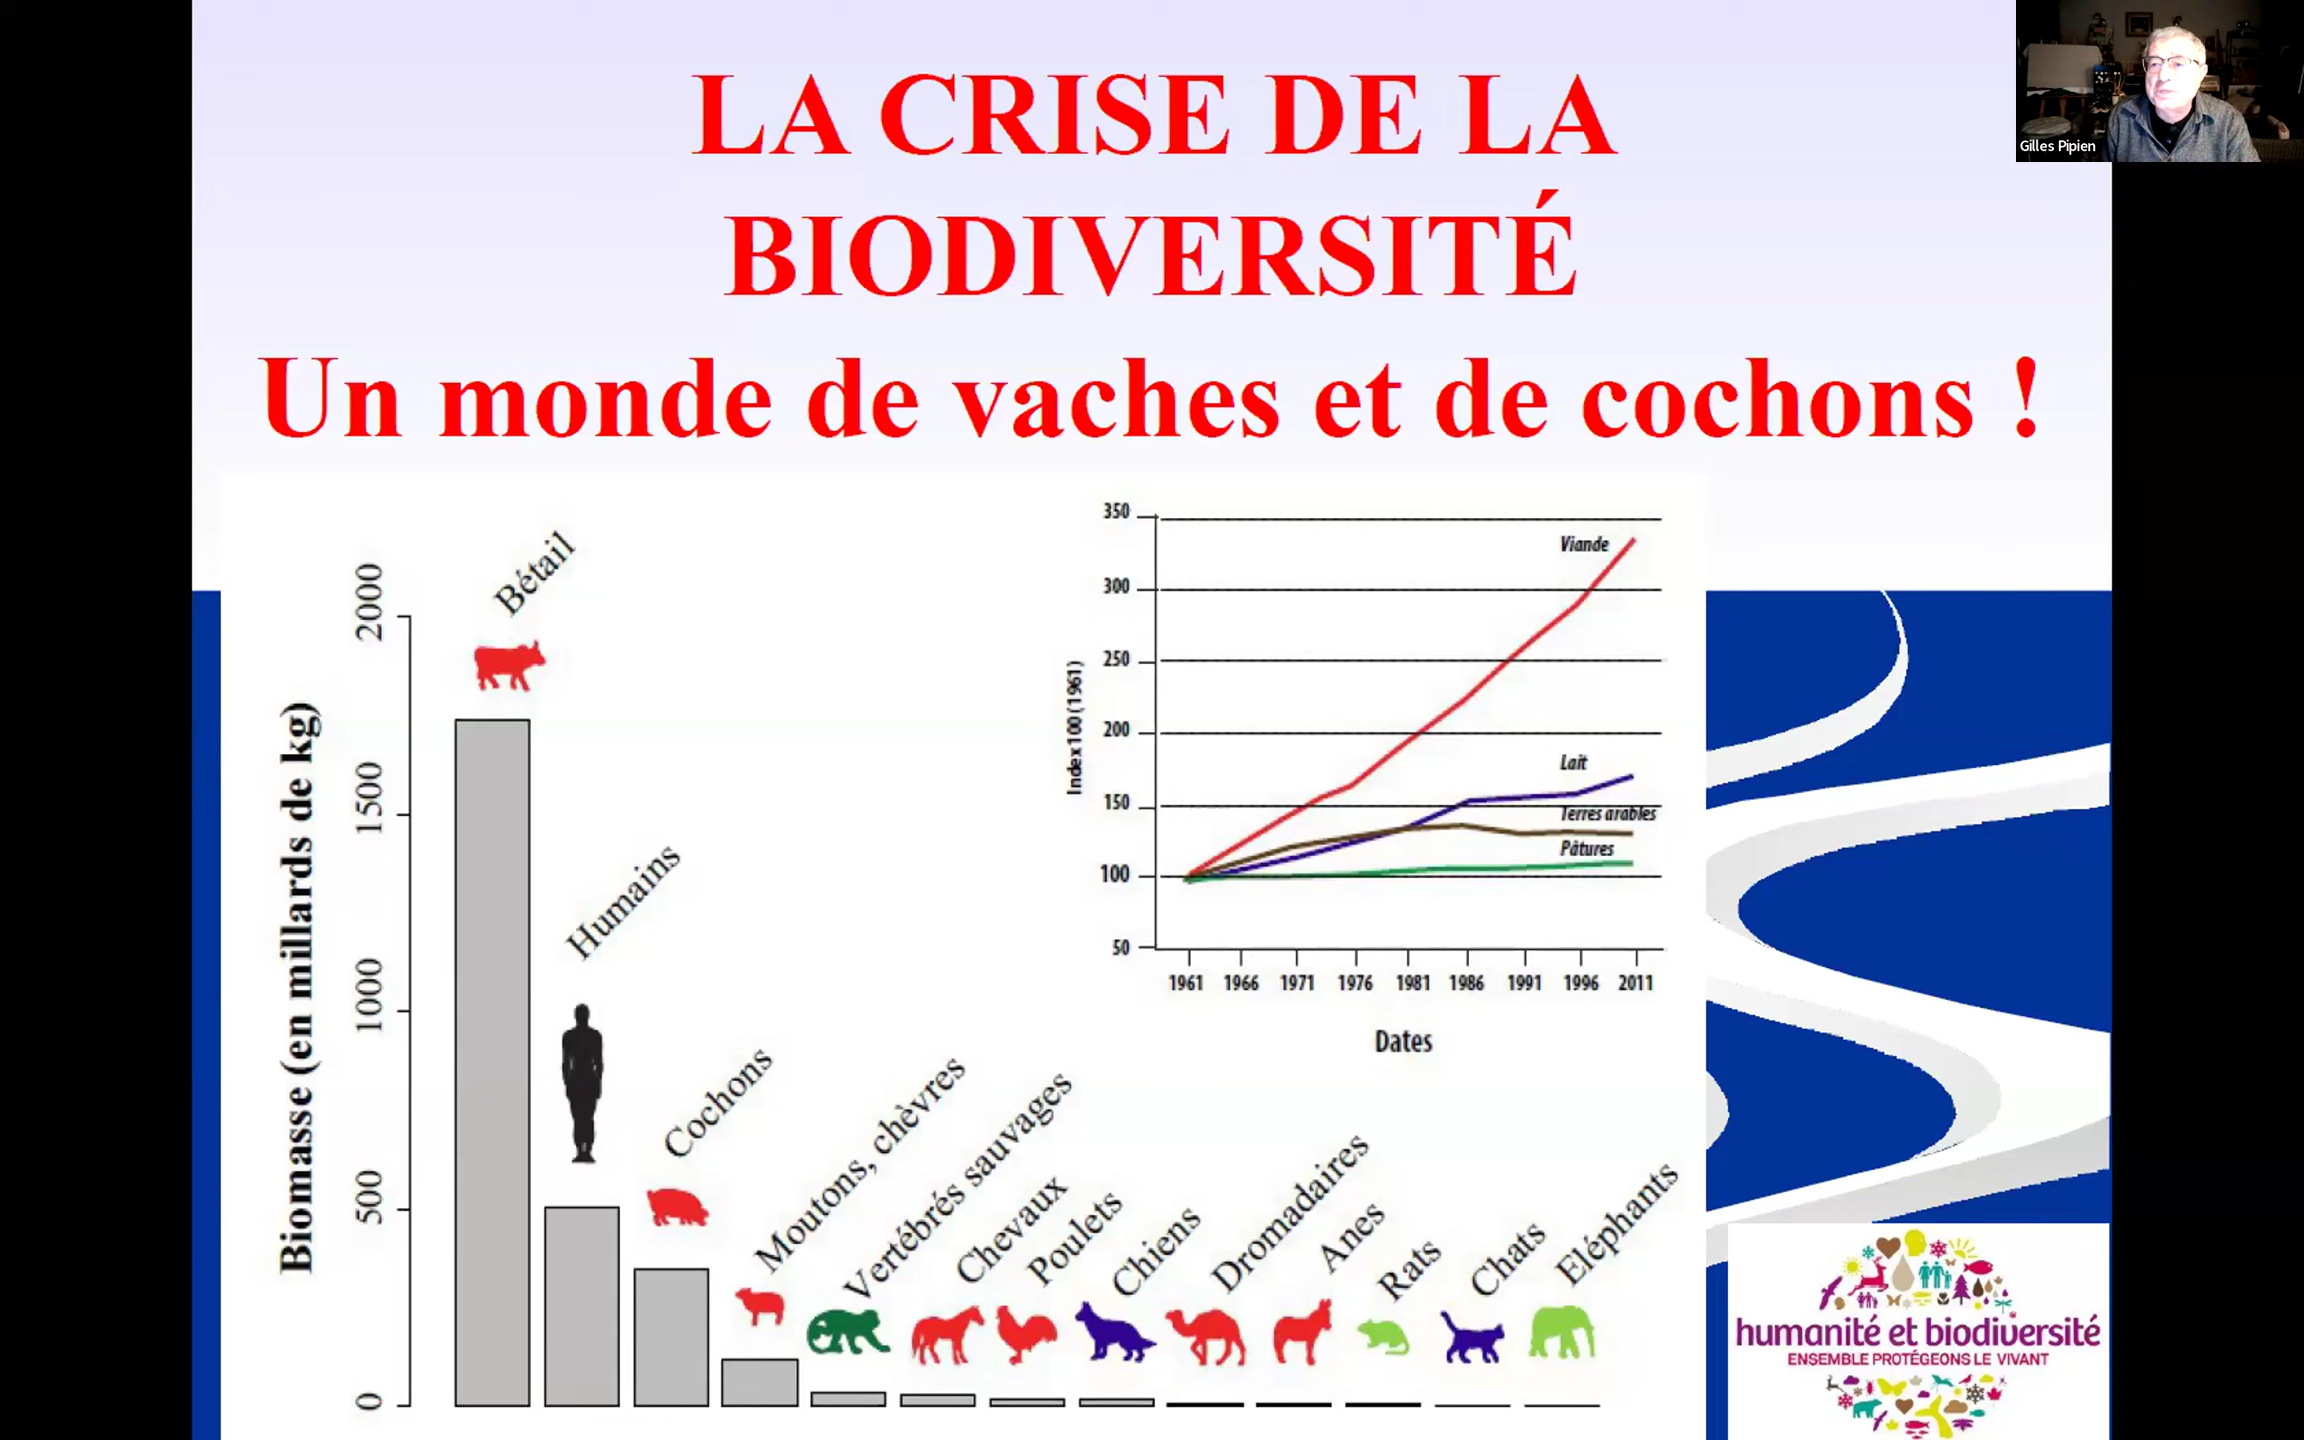 LA CRISE DE LA
BIODIVERSITÉ
Un monde de vaches et de cochons !
Gilles Pipien
Biomasse (en millards de kg)
2000
1500
1000
500
0
Bétail
Humains
Cochons
Moutons, chèvres
Vertébrés sauvages
Chevaux
Poulets
Chiens
Dromadaires
Anes
Rats
Chats
Eléphants
Index 100 (1961)
350
300
250
200
150
100
50
Viande
Lait
Terres arables
Pâtures
1961 1966 1971 1976 1981 1986 1991 1996 2011
Dates
humanité et biodiversité
ENSEMBLE PROTÉGEONS LE VIVANT